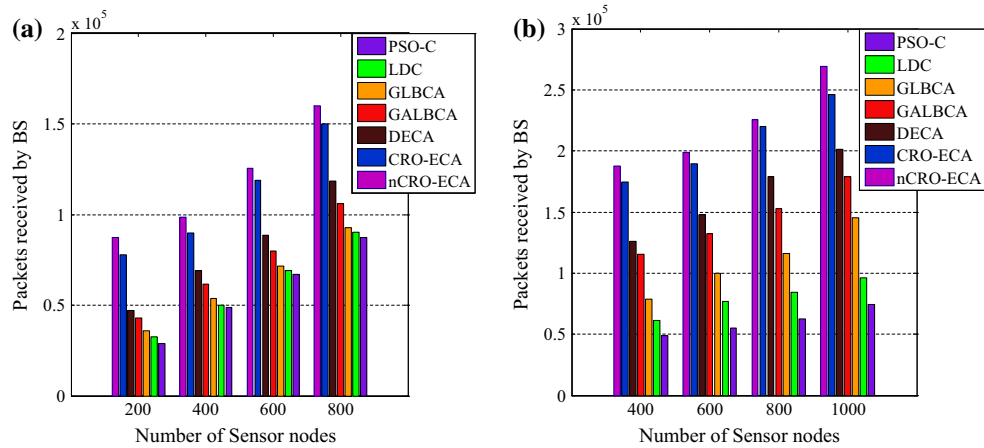 (a)
x 10^5
2
1.5
1
0.5
0
Packets received by BS
200 400 600 800
Number of Sensor nodes
PSO-C
LDC
GLBCA
GALBCA
DECA
CRO-ECA
nCRO-ECA
(b)
x 10^5
3
2.5
2
1.5
1
0.5
0
Packets received by BS
400 600 800 1000
Number of Sensor nodes
PSO-C
LDC
GLBCA
GALBCA
DECA
CRO-ECA
nCRO-ECA